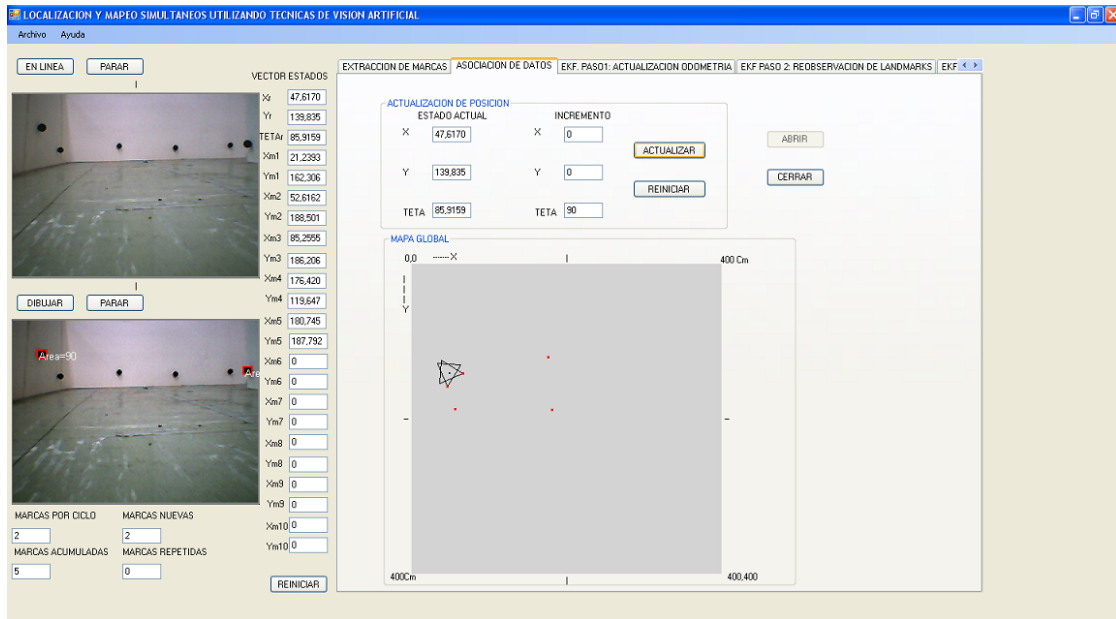 LOCALIZACION Y MAPEO SIMULTANEOS UTILIZANDO TECNICAS DE VISION ARTIFICIAL
Archivo Ayuda
EN LINEA PARAR
VECTOR ESTADOS
Xr 47,6170
Yr 139,835
TETAr 85,9159
Xm1 21,2393
Ym1 162,306
Xm2 52,6162
Ym2 188,501
Xm3 85,2555
Ym3 186,206
Xm4 176,420
Ym4 119,647
Xm5 180,745
Ym5 187,792
Xm6 0
Ym6 0
Xm7 0
Ym7 0
Xm8 0
Ym8 0
Xm9 0
Ym9 0
Xm10 0
Ym10 0
REINICIAR
DIBUJAR PARAR
Area=90
Are
MARCAS POR CICLO MARCAS NUEVAS
2 2
MARCAS ACUMULADAS MARCAS REPETIDAS
5 0
EXTRACCION DE MARCAS ASOCIACION DE DATOS EKF. PASO1: ACTUALIZACION ODOMETRIA EKF PASO 2: REOBSERVACION DE LANDMARKS EKF
ACTUALIZACION DE POSICION
ESTADO ACTUAL INCREMENTO
X 47,6170 X 0
ACTUALIZAR
Y 139,835 Y 0
REINICIAR
TETA 85,9159 TETA 90
ABRIR
CERRAR
MAPA GLOBAL
0,0 ------X 400 Cm
Y
400Cm 400,400